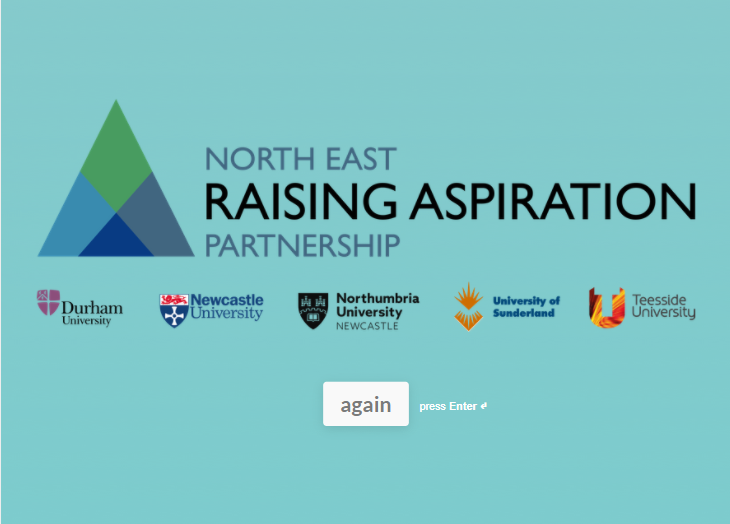 NORTH EAST
RAISING ASPIRATION
PARTNERSHIP
Durham
University
Newcastle
University
Northumbria
University
NEWCASTLE
University of
Sunderland
Teesside
University
again
press Enter ↵